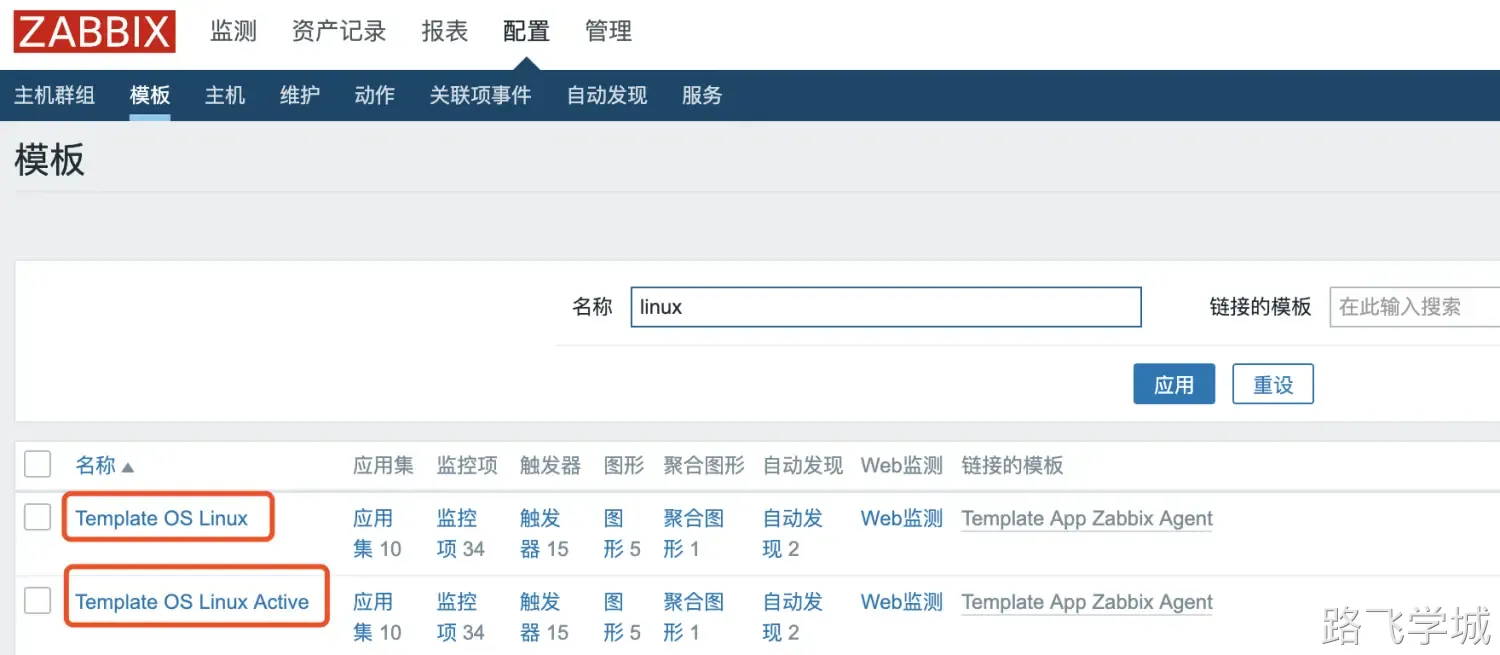 ZABBIX 监测 资产记录 报表 配置 管理
主机群组 模板 主机 维护 动作 关联项事件 自动发现 服务
模板
名称 linux 链接的模板 在此输入搜索
应用 重设
名称▲ 应用集 监控项 触发器 图形 聚合图形 自动发现 Web监测 链接的模板
Template OS Linux 应用 监控 触发 图 聚合图 自动发 Web监测 Template App Zabbix Agent
集 10 项 34 器 15 形 5 形 1 现 2
Template OS Linux Active 应用 监控 触发 图 聚合图 自动发 Web监测 Template App Zabbix Agent
集 10 项 34 器 15 形 5 形 1 现 2
路飞学城